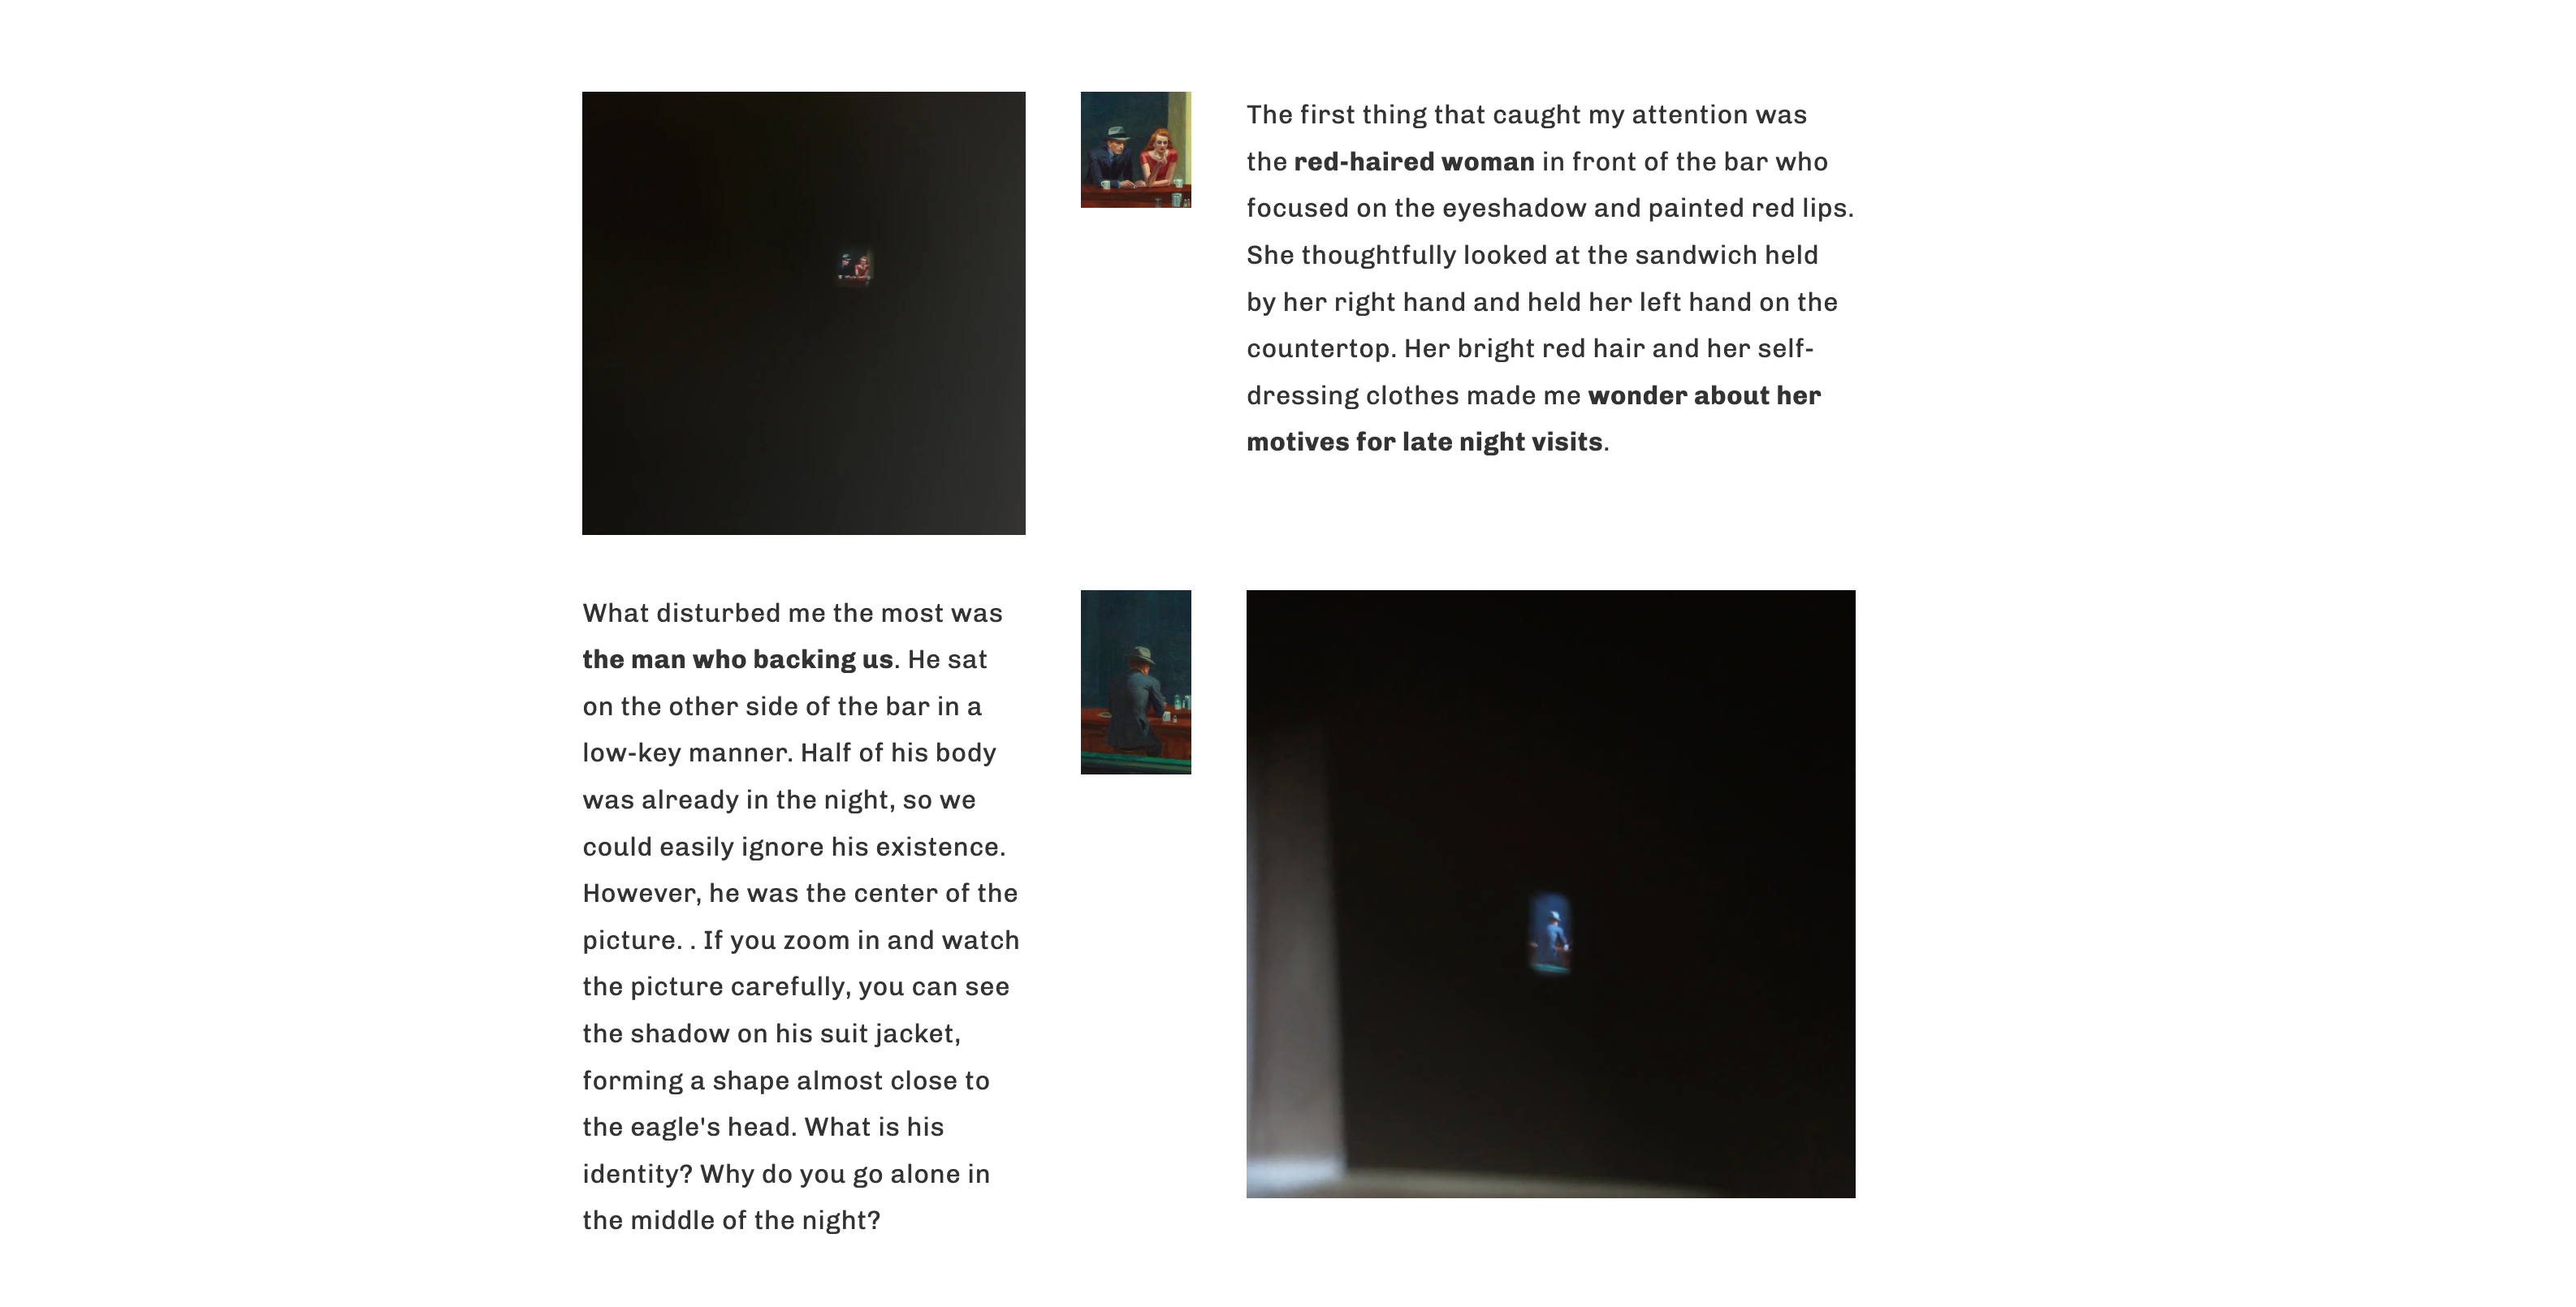 The first thing that caught my attention was
the red-haired woman in front of the bar who
focused on the eyeshadow and painted red lips.
She thoughtfully looked at the sandwich held
by her right hand and held her left hand on the
countertop. Her bright red hair and her self-
dressing clothes made me wonder about her
motives for late night visits.
What disturbed me the most was
the man who backing us. He sat
on the other side of the bar in a
low-key manner. Half of his body
was already in the night, so we
could easily ignore his existence.
However, he was the center of the
picture. . If you zoom in and watch
the picture carefully, you can see
the shadow on his suit jacket,
forming a shape almost close to
the eagle's head. What is his
identity? Why do you go alone in
the middle of the night?